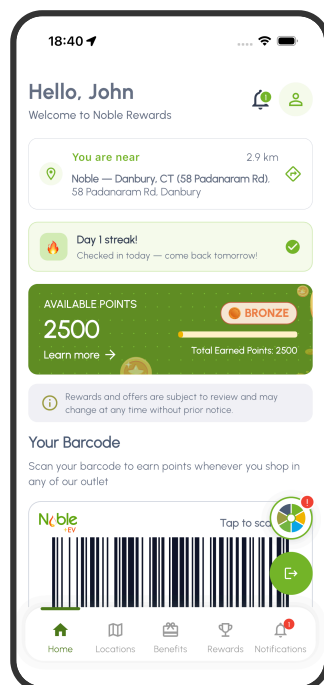 18:40
Hello, John
1
Welcome to Noble Rewards
You are near
2.9 km
Noble — Danbury, CT (58 Padanaram Rd).
58 Padanaram Rd, Danbury
Day 1 streak!
Checked in today — come back tomorrow!
AVAILABLE POINTS
BRONZE
2500
Learn more →
Total Earned Points: 2500
Rewards and offers are subject to review and may
change at any time without prior notice.
Your Barcode
Scan your barcode to earn points whenever you shop in
any of our outlet
Noble
EV
Tap to
!
1
Home
Locations
Benefits
Rewards
Notifications